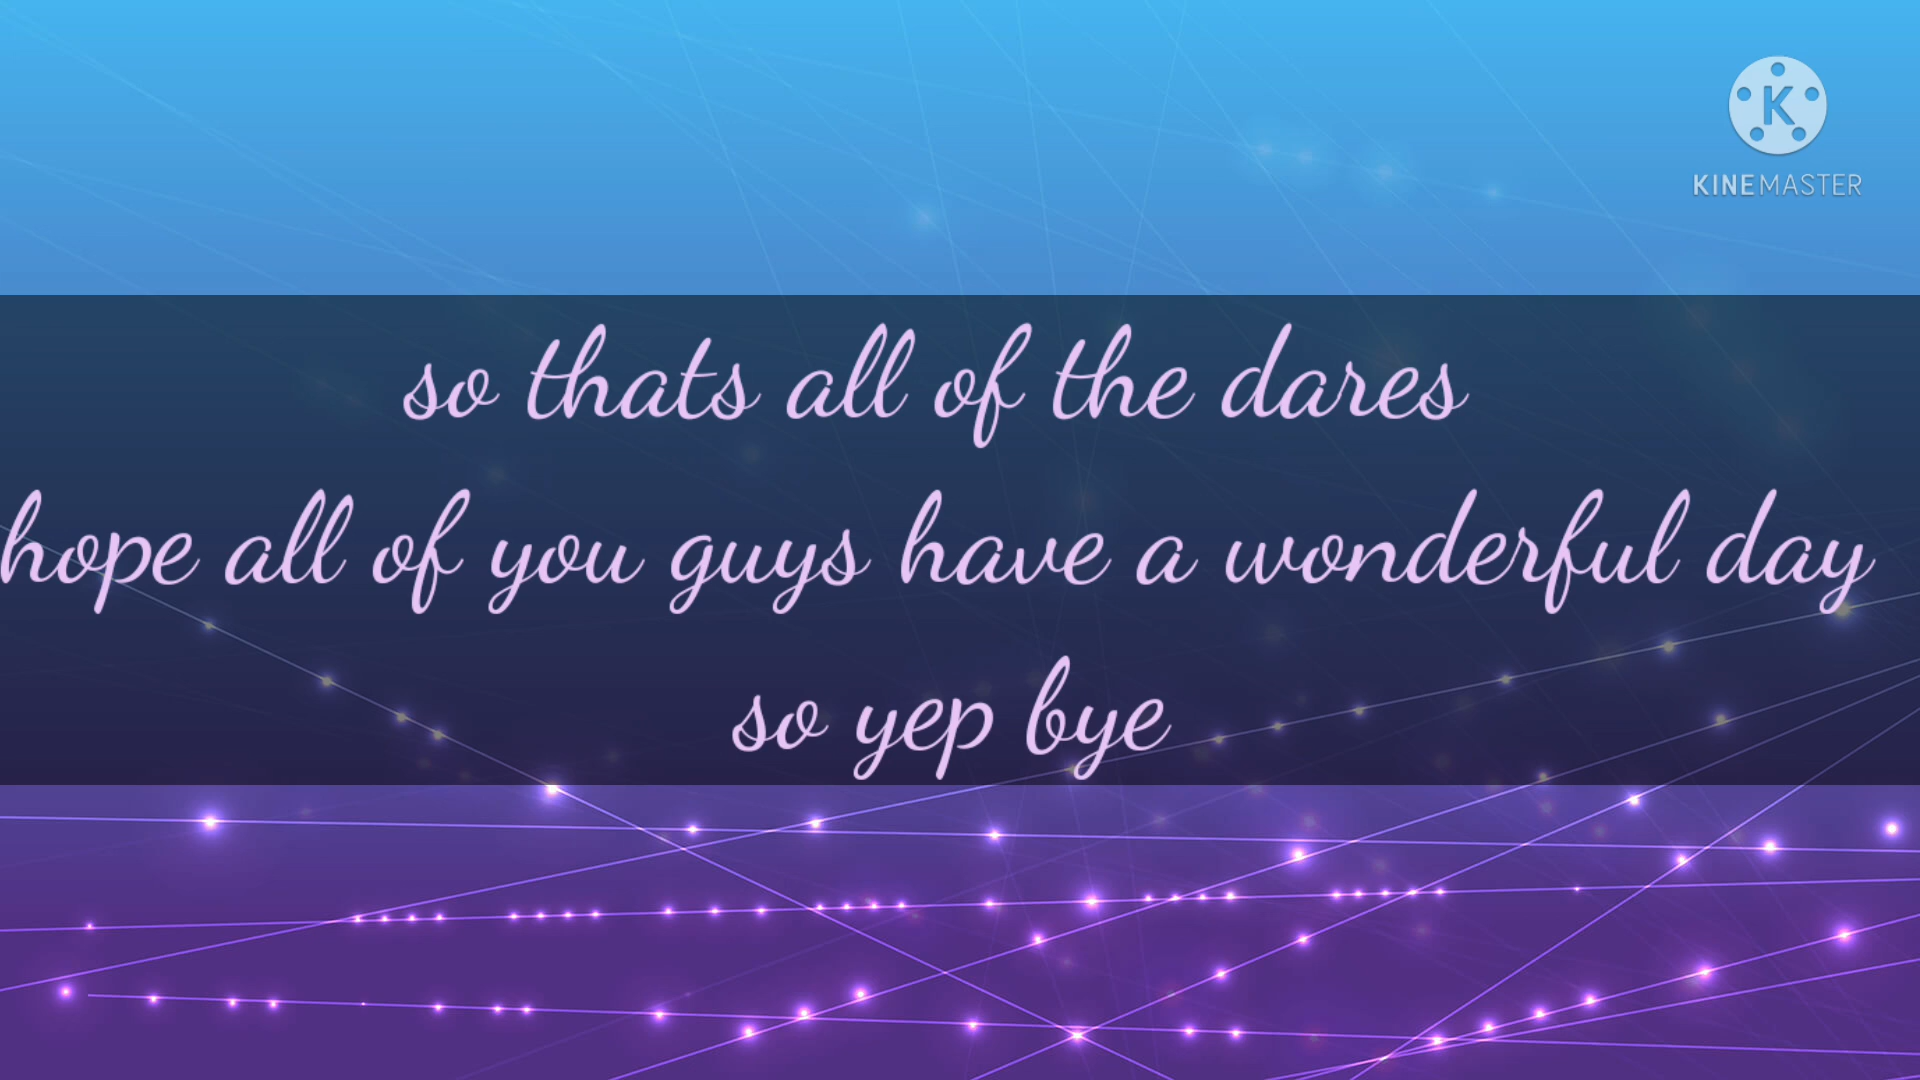 K
KINEMASTER
so thats all of the dares
hope all of you guys have a wonderful day
so yep bye